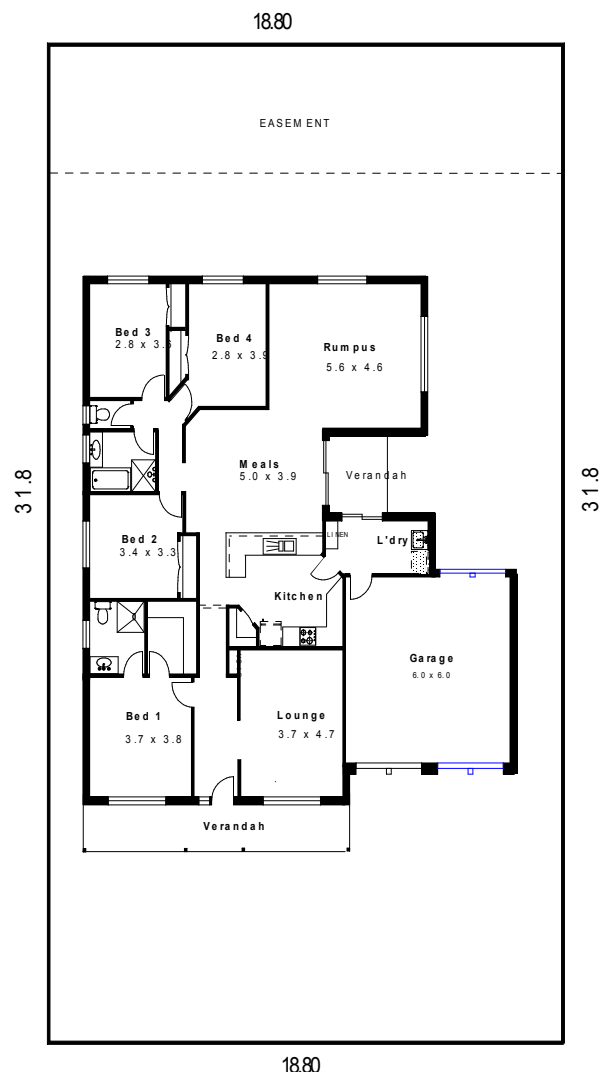 18.80
EASEMENT
31.8
31.8
Bed 3
2.8 x 3.6
Bed 4
2.8 x 3.9
Rumpus
5.6 x 4.6
Meals
5.0 x 3.9
Verandah
LINEN
L'dry
Bed 2
3.4 x 3.3
Kitchen
Garage
6.0 x 6.0
Bed 1
3.7 x 3.8
Lounge
3.7 x 4.7
Verandah
18.80